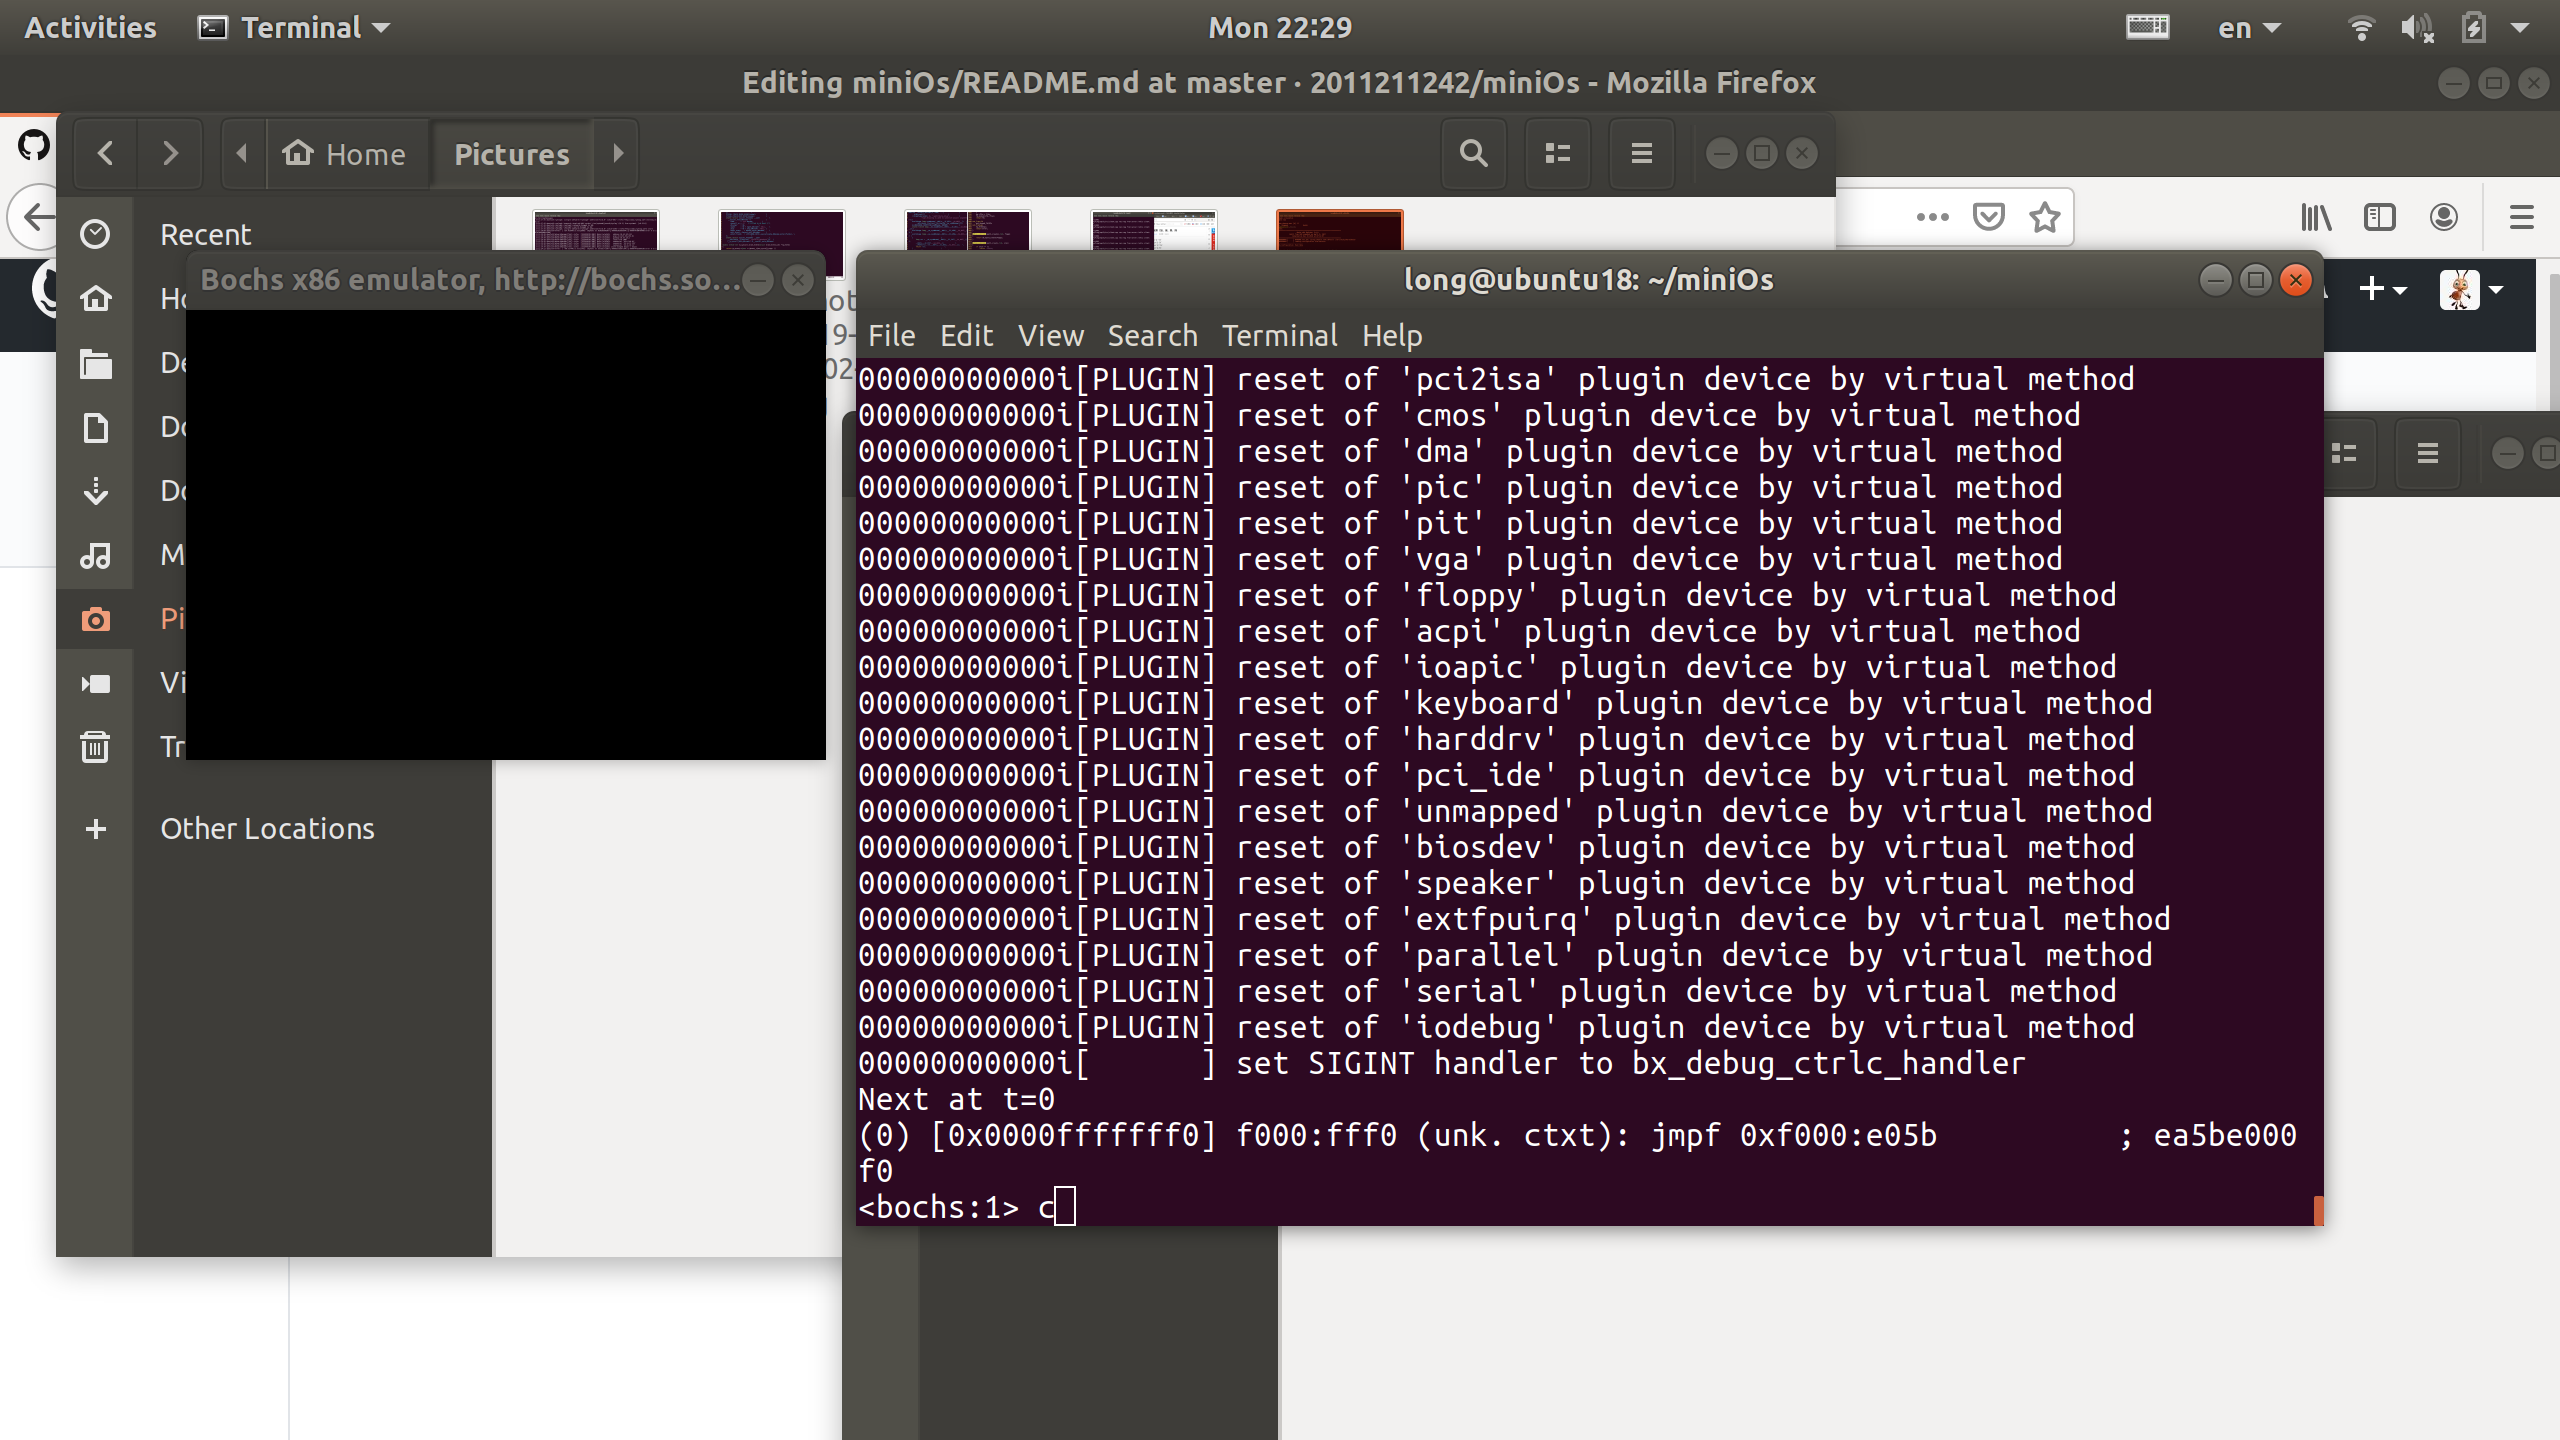 Activities
Terminal
Mon 22:29
en
Editing miniOs/README.md at master · 2011211242/miniOs - Mozilla Firefox
Home
Pictures
Recent
Other Locations
Bochs x86 emulator, http://bochs.so...
long@ubuntu18: ~/miniOs
File Edit View Search Terminal Help
00000000000i[PLUGIN] reset of 'pci2isa' plugin device by virtual method
00000000000i[PLUGIN] reset of 'cmos' plugin device by virtual method
00000000000i[PLUGIN] reset of 'dma' plugin device by virtual method
00000000000i[PLUGIN] reset of 'pic' plugin device by virtual method
00000000000i[PLUGIN] reset of 'pit' plugin device by virtual method
00000000000i[PLUGIN] reset of 'vga' plugin device by virtual method
00000000000i[PLUGIN] reset of 'floppy' plugin device by virtual method
00000000000i[PLUGIN] reset of 'acpi' plugin device by virtual method
00000000000i[PLUGIN] reset of 'ioapic' plugin device by virtual method
00000000000i[PLUGIN] reset of 'keyboard' plugin device by virtual method
00000000000i[PLUGIN] reset of 'harddrv' plugin device by virtual method
00000000000i[PLUGIN] reset of 'pci_ide' plugin device by virtual method
00000000000i[PLUGIN] reset of 'unmapped' plugin device by virtual method
00000000000i[PLUGIN] reset of 'biosdev' plugin device by virtual method
00000000000i[PLUGIN] reset of 'speaker' plugin device by virtual method
00000000000i[PLUGIN] reset of 'extfpuirq' plugin device by virtual method
00000000000i[PLUGIN] reset of 'parallel' plugin device by virtual method
00000000000i[PLUGIN] reset of 'serial' plugin device by virtual method
00000000000i[PLUGIN] reset of 'iodebug' plugin device by virtual method
00000000000i[      ] set SIGINT handler to bx_debug_ctrlc_handler
Next at t=0
(0) [0x0000fffffff0] f000:fff0 (unk. ctxt): jmpf 0xf000:e05b          ; ea5be000
f0
<bochs:1> c